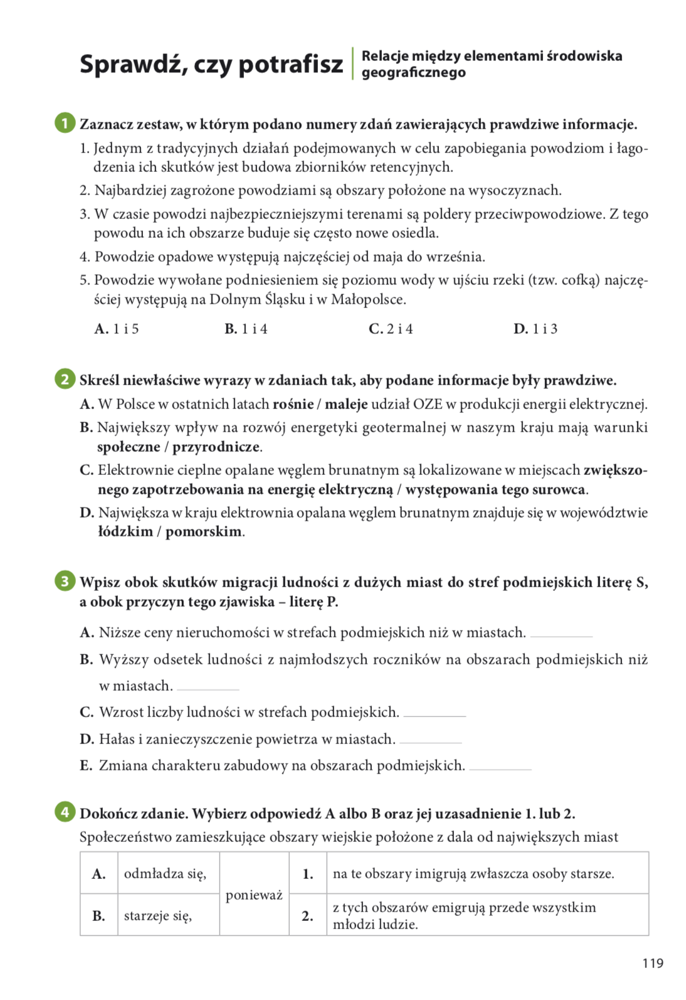 Sprawdź, czy potrafisz
Relacje między elementami środowiska
geograficznego
1 Zaznacz zestaw, w którym podano numery zdań zawierających prawdziwe informacje.
1. Jednym z tradycyjnych działań podejmowanych w celu zapobiegania powodziom i łago-
dzenia ich skutków jest budowa zbiorników retencyjnych.
2. Najbardziej zagrożone powodziami są obszary położone na wysoczyznach.
3. W czasie powodzi najbezpieczniejszymi terenami są poldery przeciwpowodziowe. Z tego
powodu na ich obszarze buduje się często nowe osiedla.
4. Powodzie opadowe występują najczęściej od maja do września.
5. Powodzie wywołane podniesieniem się poziomu wody w ujściu rzeki (tzw. cofką) najczę-
ściej występują na Dolnym Śląsku i w Małopolsce.
A. 1 i 5 B. 1 i 4 C. 2 i 4 D. 1 i 3
2 Skreśl niewłaściwe wyrazy w zdaniach tak, aby podane informacje były prawdziwe.
A. W Polsce w ostatnich latach rośnie / maleje udział OZE w produkcji energii elektrycznej.
B. Największy wpływ na rozwój energetyki geotermalnej w naszym kraju mają warunki
społeczne / przyrodnicze.
C. Elektrownie cieplne opalane węglem brunatnym są lokalizowane w miejscach zwiększo-
nego zapotrzebowania na energię elektryczną / występowania tego surowca.
D. Największa w kraju elektrownia opalana węglem brunatnym znajduje się w województwie
łódzkim / pomorskim.
3 Wpisz obok skutków migracji ludności z dużych miast do stref podmiejskich literę S,
a obok przyczyn tego zjawiska – literę P.
A. Niższe ceny nieruchomości w strefach podmiejskich niż w miastach.
B. Wyższy odsetek ludności z najmłodszych roczników na obszarach podmiejskich niż
w miastach.
C. Wzrost liczby ludności w strefach podmiejskich.
D. Hałas i zanieczyszczenie powietrza w miastach.
E. Zmiana charakteru zabudowy na obszarach podmiejskich.
4 Dokończ zdanie. Wybierz odpowiedź A albo B oraz jej uzasadnienie 1. lub 2.
Społeczeństwo zamieszkujące obszary wiejskie położone z dala od największych miast
A. odmładza się,
B. starzeje się,
ponieważ
1. na te obszary imigrują zwłaszcza osoby starsze.
2. z tych obszarów emigrują przede wszystkim
młodzi ludzie.
119